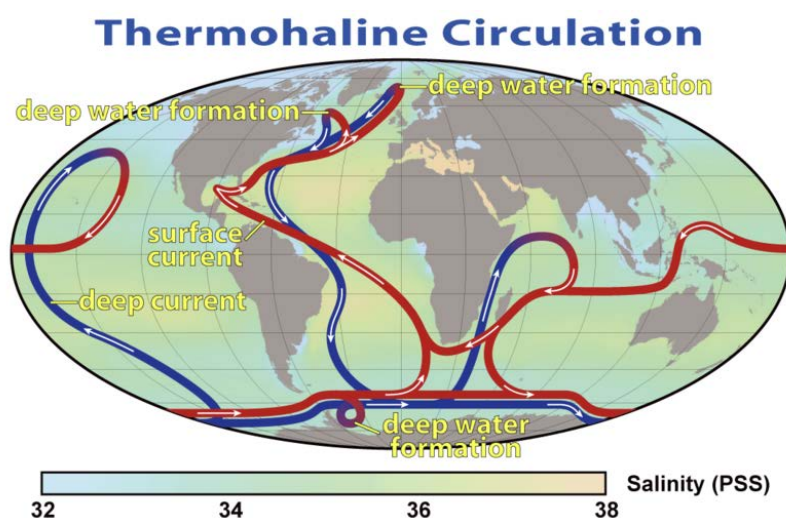 Thermohaline Circulation
deep water formation
deep water formation
surface
current
deep current
deep water
formation
Salinity (PSS)
32 34 36 38